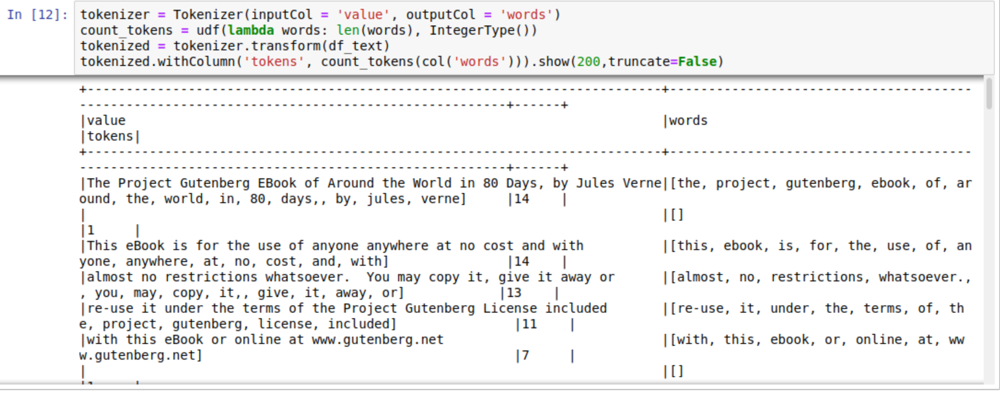 In [12]: tokenizer = Tokenizer(inputCol = 'value', outputCol = 'words')
count_tokens = udf(lambda words: len(words), IntegerType())
tokenized = tokenizer.transform(df_text)
tokenized.withColumn('tokens', count_tokens(col('words'))).show(200,truncate=False)
+--------------------------------------------------------------------------+---------------------------------------
-------------------------------------------------------+------+
|value                                                                     |words
|tokens|
+--------------------------------------------------------------------------+---------------------------------------
-------------------------------------------------------+------+
|The Project Gutenberg EBook of Around the World in 80 Days, by Jules Verne|[the, project, gutenberg, ebook, of, ar
ound, the, world, in, 80, days,, by, jules, verne]     |14    |
|                                                                          |[]
|1     |
|This eBook is for the use of anyone anywhere at no cost and with          |[this, ebook, is, for, the, use, of, an
yone, anywhere, at, no, cost, and, with]               |14    |
|almost no restrictions whatsoever.  You may copy it, give it away or      |[almost, no, restrictions, whatsoever.,
, you, may, copy, it,, give, it, away, or]            |13    |
|re-use it under the terms of the Project Gutenberg License included       |[re-use, it, under, the, terms, of, th
e, project, gutenberg, license, included]               |11    |
|with this eBook or online at www.gutenberg.net                            |[with, this, ebook, or, online, at, ww
w.gutenberg.net]                                        |7     |
|                                                                          |[]